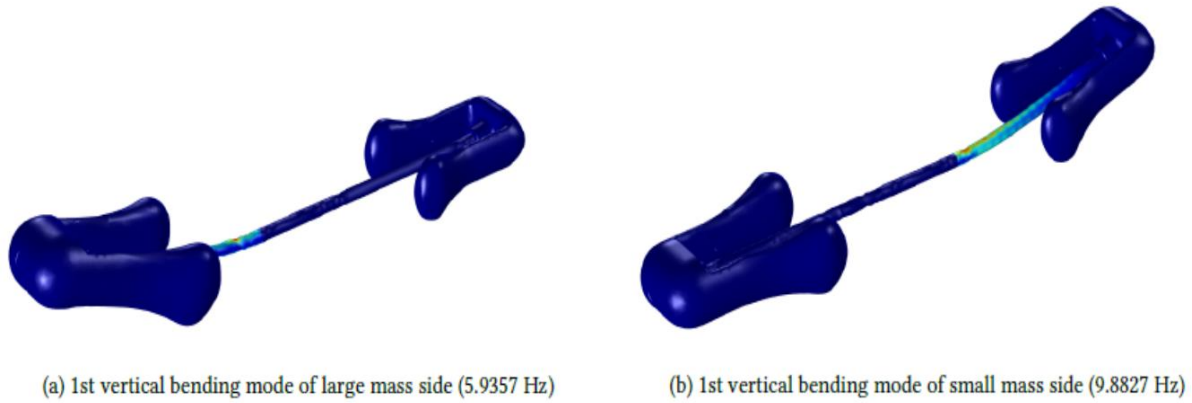 (a) 1st vertical bending mode of large mass side (5.9357 Hz)
(b) 1st vertical bending mode of small mass side (9.8827 Hz)